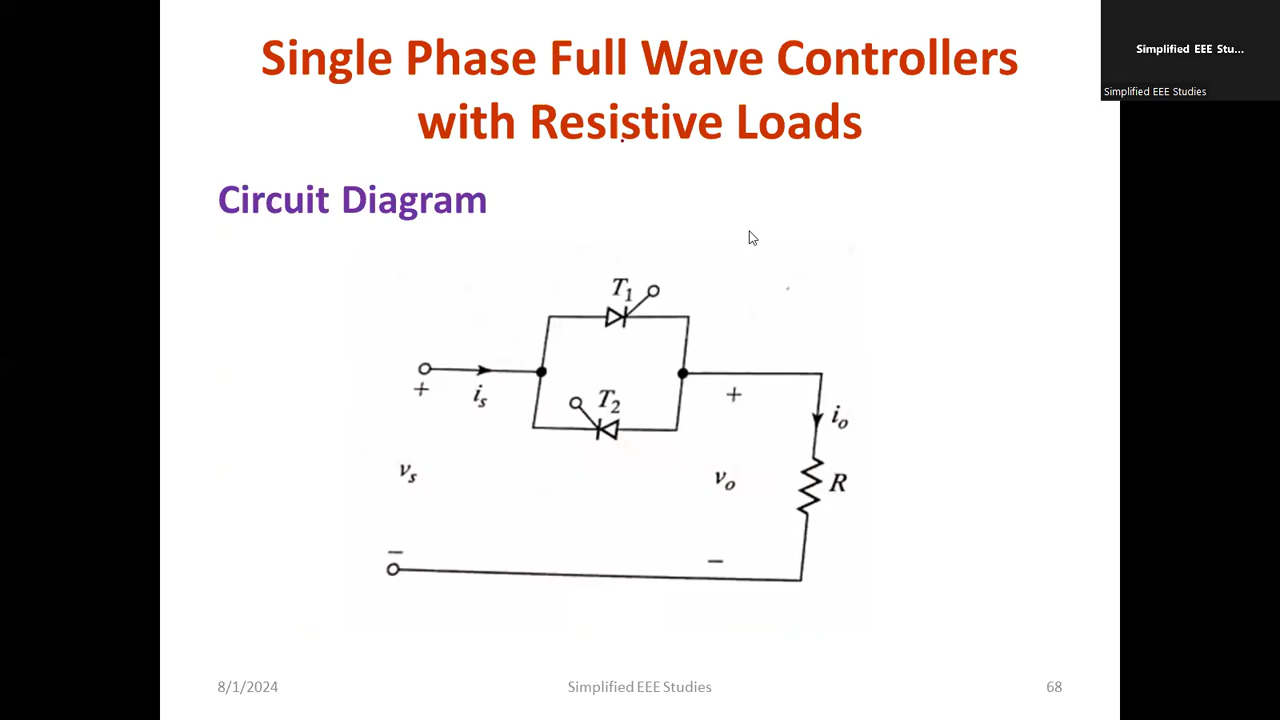 Single Phase Full Wave Controllers
with Resistive Loads
Simplified EEE Stu...
Simplified EEE Studies
Circuit Diagram
T1
+
is
T2
+
io
vs
vo
R
−
−
8/1/2024
Simplified EEE Studies
68